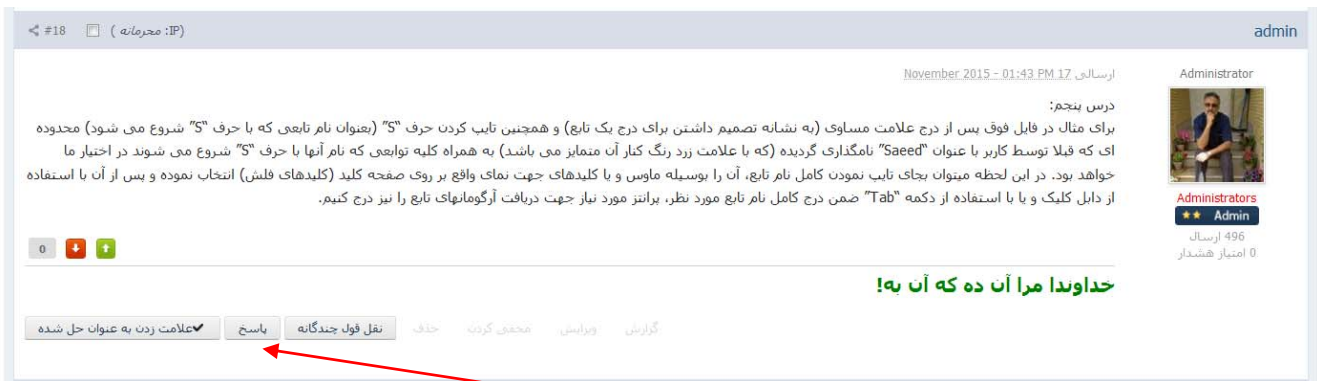 admin
(IP: محرمانه ) #18
Administrator
Administrators
Admin
496 ارسال
0 امتیاز هشدار
ارسالی 17 November 2015 - 01:43 PM
درس پنجم:
برای مثال در فایل فوق پس از درج علامت مساوی (به نشانه تصمیم داشتن برای درج یک تابع) و همچنین تایپ کردن حرف “S” (بعنوان نام تابعی که با حرف “S” شروع می شود) محدوده
ای که قبلا توسط کاربر با عنوان “Saeed” نامگذاری گردیده (که با علامت زرد رنگ کنار آن متمایز می باشد) به همراه کلیه توابعی که نام آنها با حرف “S” شروع می شوند در اختیار ما
خواهد بود. در این لحظه میتوان بجای تایپ نمودن کامل نام تابع، آن را بوسیله ماوس و یا کلیدهای جهت نمای واقع بر روی صفحه کلید (کلیدهای فلش) انتخاب نموده و پس از آن با استفاده
از دابل کلیک و یا با استفاده از دکمه “Tab” ضمن درج کامل نام تابع مورد نظر، پرانتز مورد نیاز جهت دریافت آرگومانهای تابع را نیز درج کنیم.
0
خداوندا مرا آن ده که آن به!
گزارش ویرایش مخفی کردن حذف نقل قول چندگانه پاسخ ✔علامت زدن به عنوان حل شده